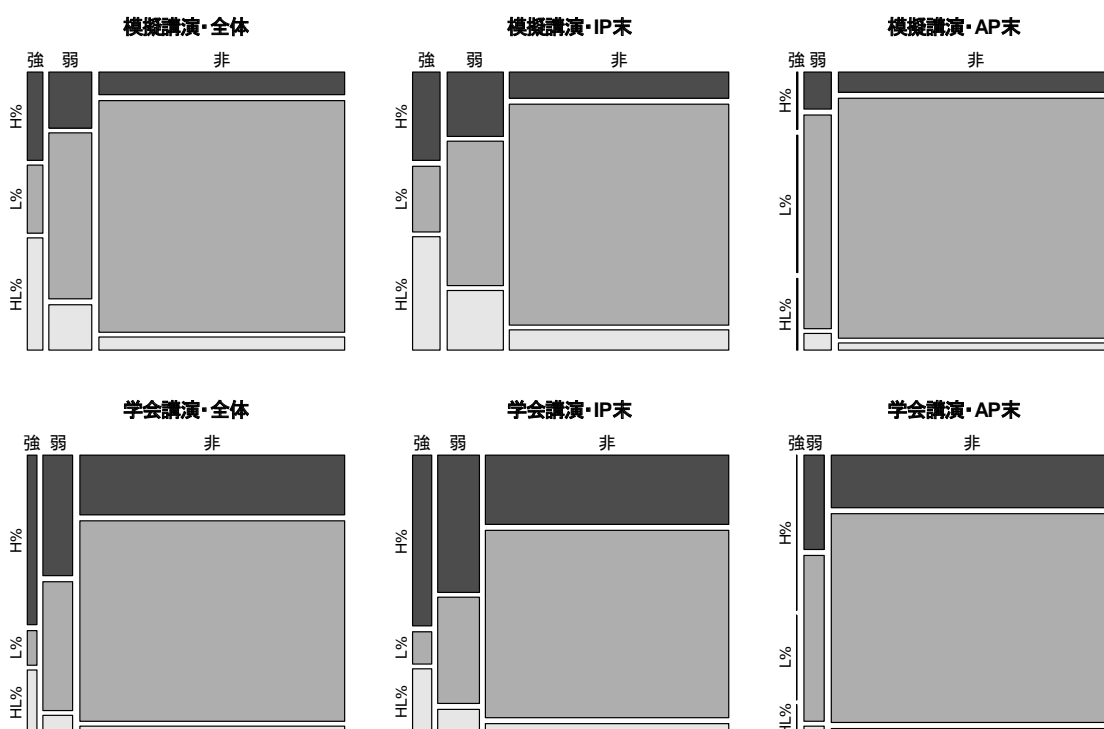 模擬講演・全体
強 弱 非
H%
L%
HL%
模擬講演・IP末
強 弱 非
H%
L%
HL%
模擬講演・AP末
強 弱 非
H%
L%
HL%
学会講演・全体
強 弱 非
H%
L%
HL%
学会講演・IP末
強 弱 非
H%
L%
HL%
学会講演・AP末
強弱 非
H%
L%
HL%